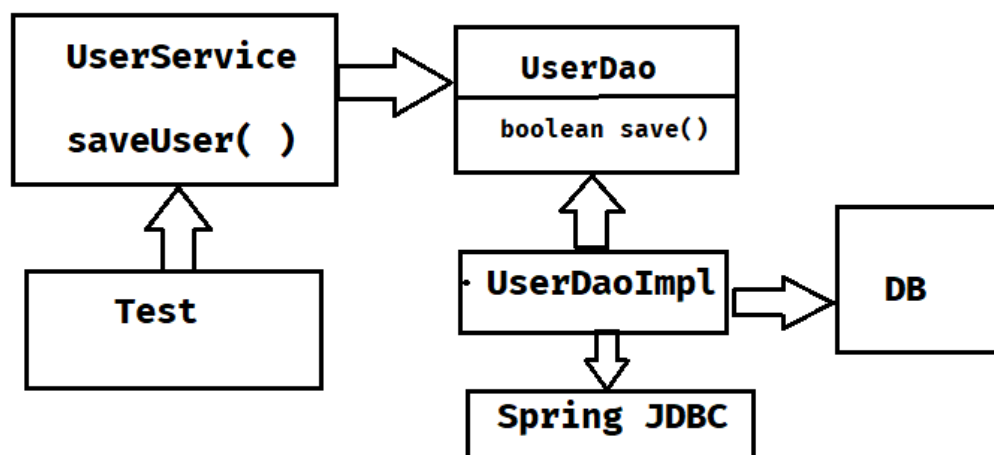 UserService
saveUser( )
UserDao
boolean save()
Test
UserDaoImpl
DB
Spring JDBC